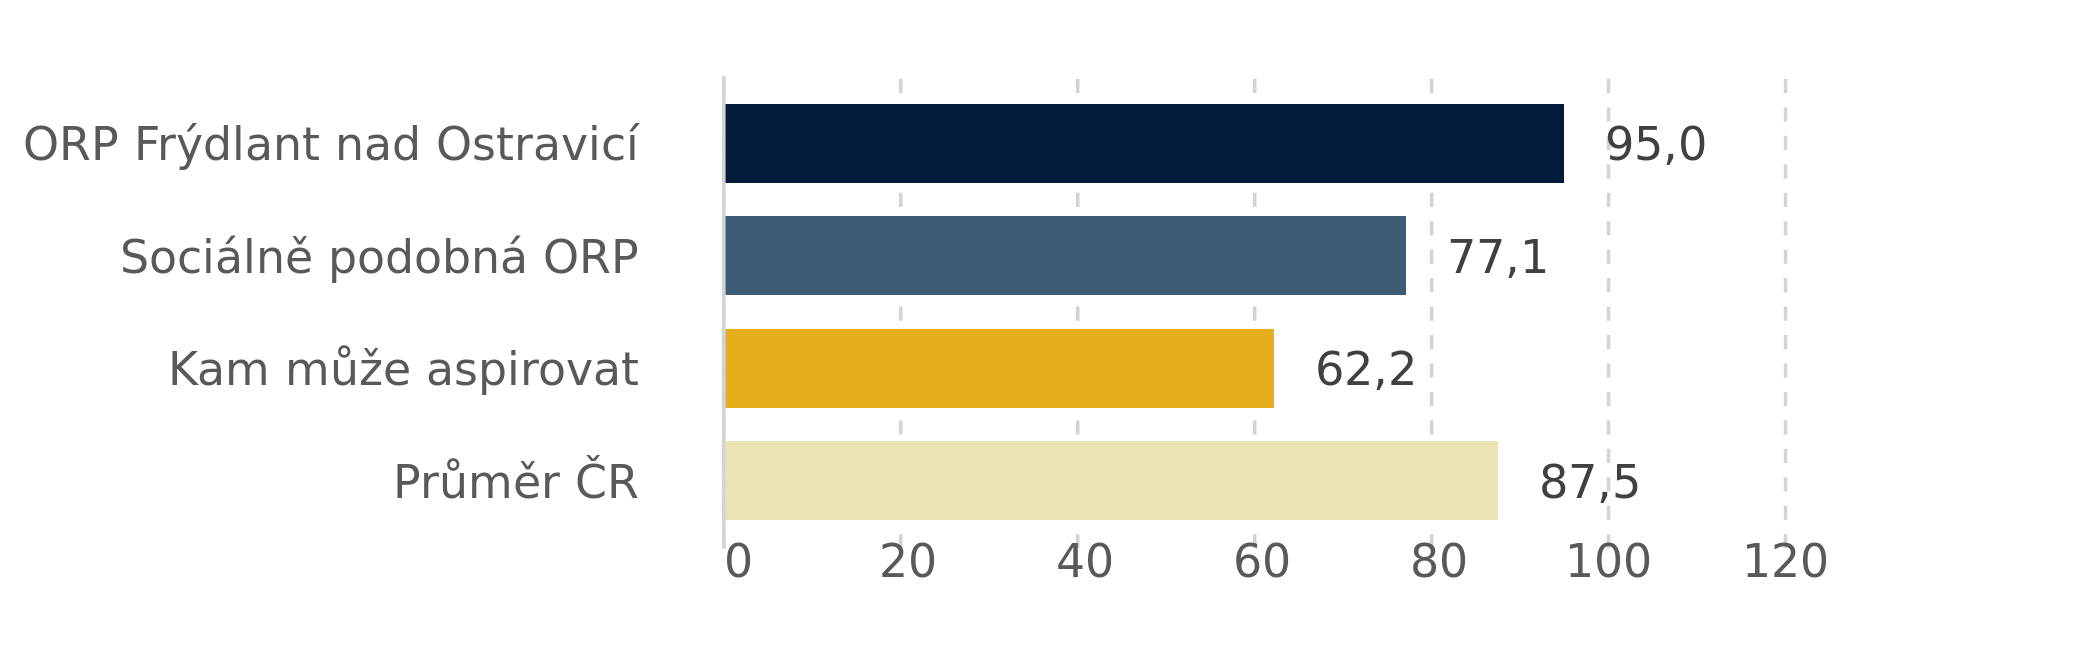 ORP Frýdlant nad Ostravicí 95,0
Sociálně podobná ORP 77,1
Kam může aspirovat 62,2
Průměr ČR 87,5
0 20 40 60 80 100 120